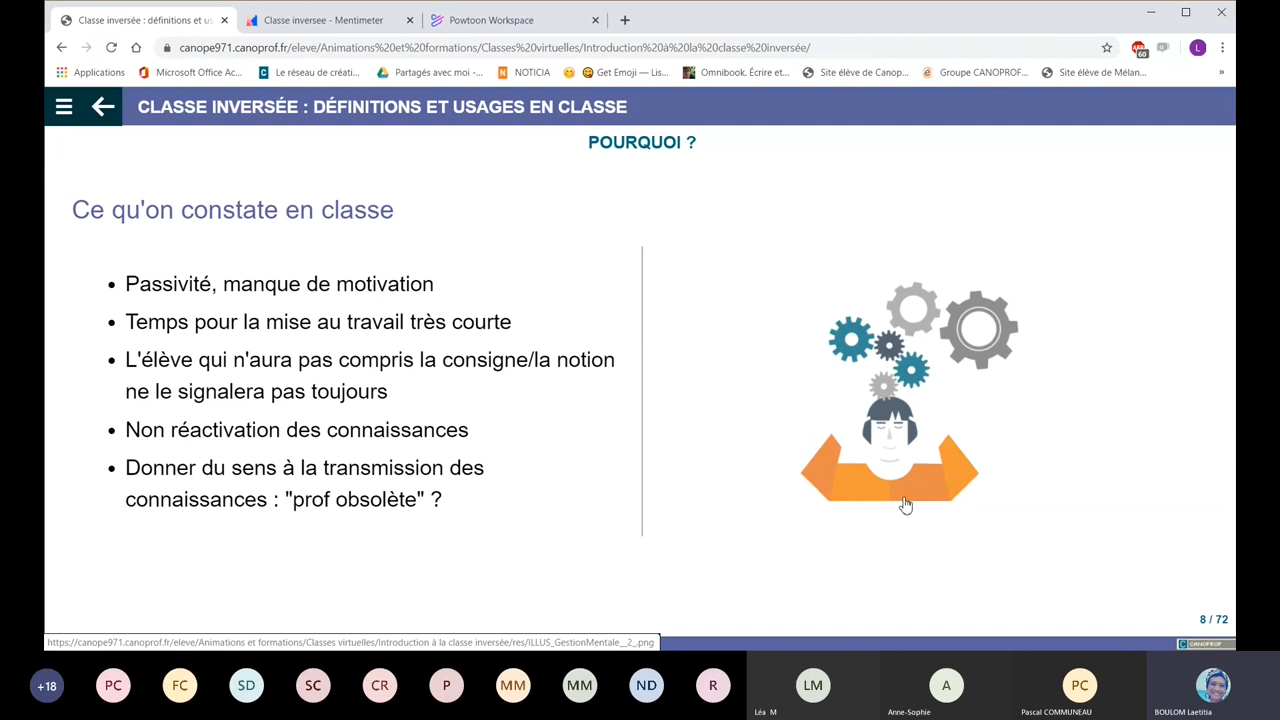 Classe inversée : définitions et us
Classe inversee - Mentimeter
Powtoon Workspace
canope971.canoprof.fr/eleve/Animations%20et%20formations/Classes%20virtuelles/Introduction%20à%20la%20classe%20inversée/
60
L
Applications
Microsoft Office Ac...
Le réseau de créati...
Partagés avec moi -...
NOTICIA
Get Emoji — Lis...
Omnibook. Écrire et...
Site élève de Canop...
Groupe CANOPROF...
Site élève de Mélan...
»
CLASSE INVERSÉE : DÉFINITIONS ET USAGES EN CLASSE
POURQUOI ?
Ce qu'on constate en classe
• Passivité, manque de motivation
• Temps pour la mise au travail très courte
• L'élève qui n'aura pas compris la consigne/la notion
ne le signalera pas toujours
• Non réactivation des connaissances
• Donner du sens à la transmission des
connaissances : "prof obsolète" ?
8 / 72
https://canope971.canoprof.fr/eleve/Animations et formations/Classes virtuelles/Introduction à la classe inversée/res/ILLUS_GestionMentale__2_.png
CANOPROF
+18
PC
FC
SD
SC
CR
P
MM
MM
ND
R
LM
A
PC
Léa M
Anne-Sophie
Pascal COMMUNEAU
BOULOM Laetitia